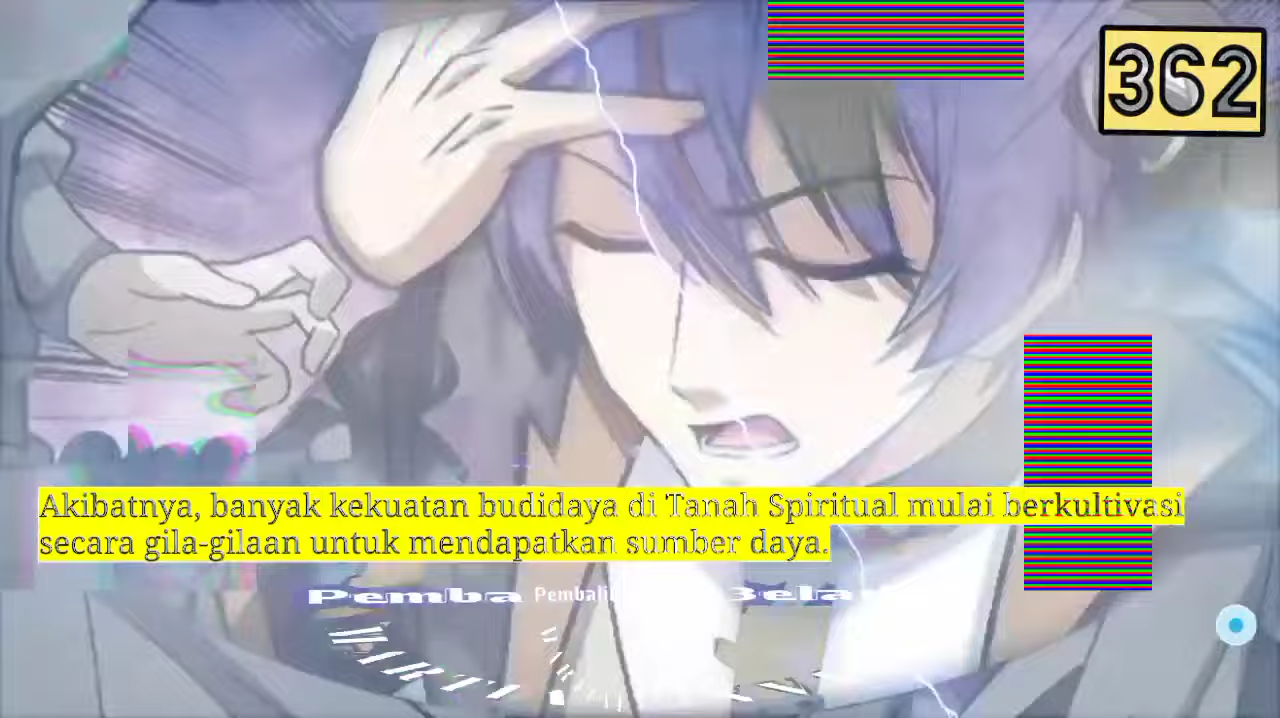 362
Akibatnya, banyak kekuatan budidaya di Tanah Spiritual mulai berkultivasi
secara gila-gilaan untuk mendapatkan sumber daya.